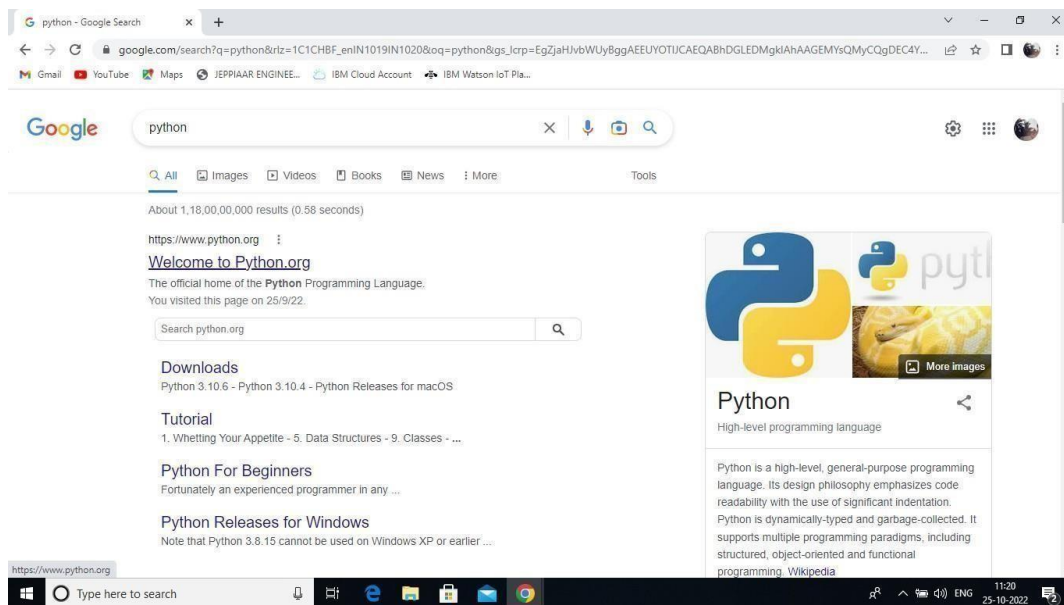 python - Google Search
google.com/search?q=python&rlz=1C1CHBF_enIN1019IN1020&oq=python&gs_lcrp=EgZjaHJvbWUyBggAEEUYOTIJCAEQABhDGLEDMgkIAhAAGEMYsQMyCQgDEC4Y...
Gmail YouTube Maps JEPPIAAR ENGINEE... IBM Cloud Account IBM Watson IoT Pla...
Google
python
All Images Videos Books News More Tools
About 1,18,00,00,000 results (0.58 seconds)
https://www.python.org
Welcome to Python.org
The official home of the Python Programming Language.
You visited this page on 25/9/22.
Search python.org
Downloads
Python 3.10.6 - Python 3.10.4 - Python Releases for macOS
Tutorial
1. Whetting Your Appetite - 5. Data Structures - 9. Classes - ...
Python For Beginners
Fortunately an experienced programmer in any ...
Python Releases for Windows
Note that Python 3.8.15 cannot be used on Windows XP or earlier ...
pyt
More images
Python
High-level programming language
Python is a high-level, general-purpose programming
language. Its design philosophy emphasizes code
readability with the use of significant indentation.
Python is dynamically-typed and garbage-collected. It
supports multiple programming paradigms, including
structured, object-oriented and functional
programming. Wikipedia
https://www.python.org
Type here to search
ENG
11:20
25-10-2022
2